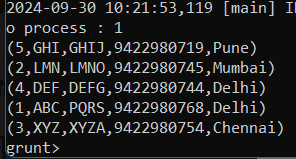 2024-09-30 10:21:53,119 [main] I
o process : 1
(5,GHI,GHIJ,9422980719,Pune)
(2,LMN,LMNO,9422980745,Mumbai)
(4,DEF,DEFG,9422980744,Delhi)
(1,ABC,PQRS,9422980768,Delhi)
(3,XYZ,XYZA,9422980754,Chennai)
grunt>